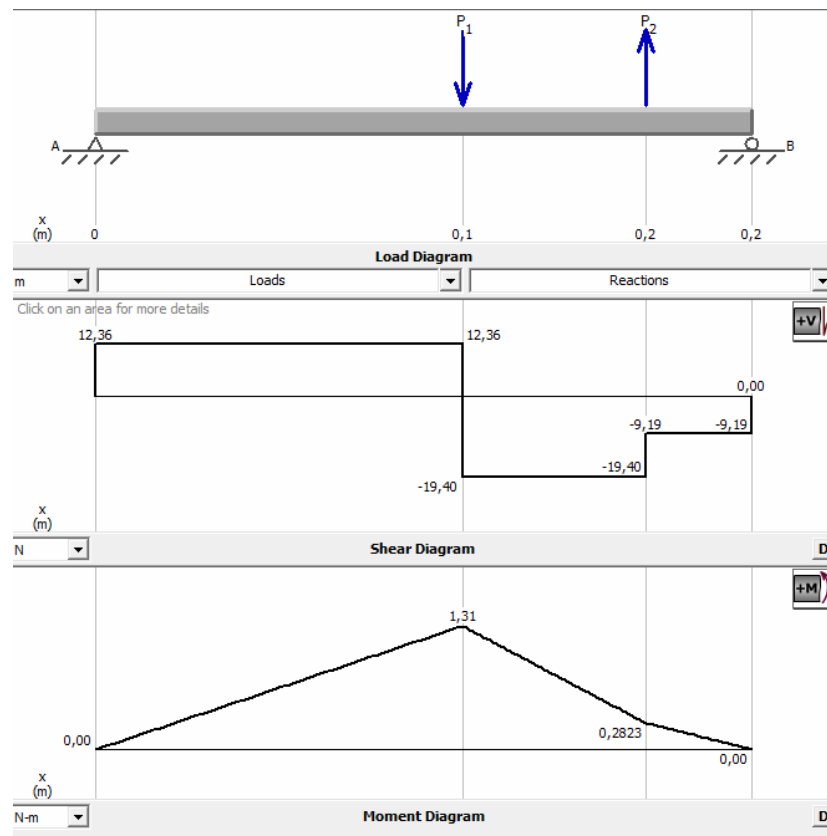 P1 P2
A B
x
(m) 0 0,1 0,2 0,2
Load Diagram
m Loads Reactions
Click on an area for more details
+V
12,36 12,36
0,00
-9,19 -9,19
-19,40
-19,40
x
(m)
N Shear Diagram D
+M
1,31
0,00 0,2823
0,00
x
(m)
N-m Moment Diagram D